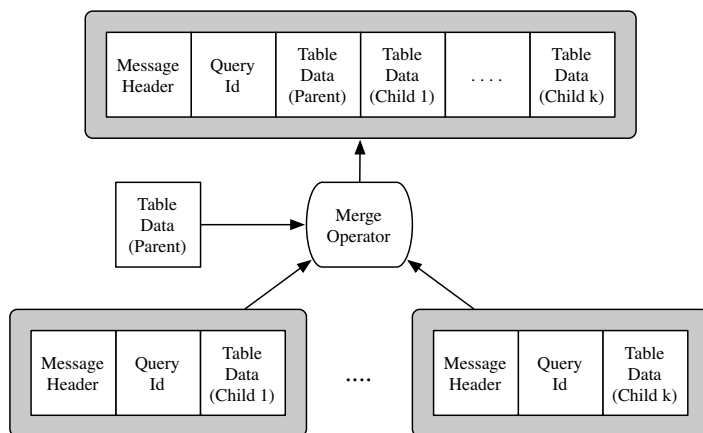 Message
Header
Query
Id
Table
Data
(Parent)
Table
Data
(Child 1)
. . . .
Table
Data
(Child k)
Table
Data
(Parent)
Merge
Operator
Message
Header
Query
Id
Table
Data
(Child 1)
....
Message
Header
Query
Id
Table
Data
(Child k)